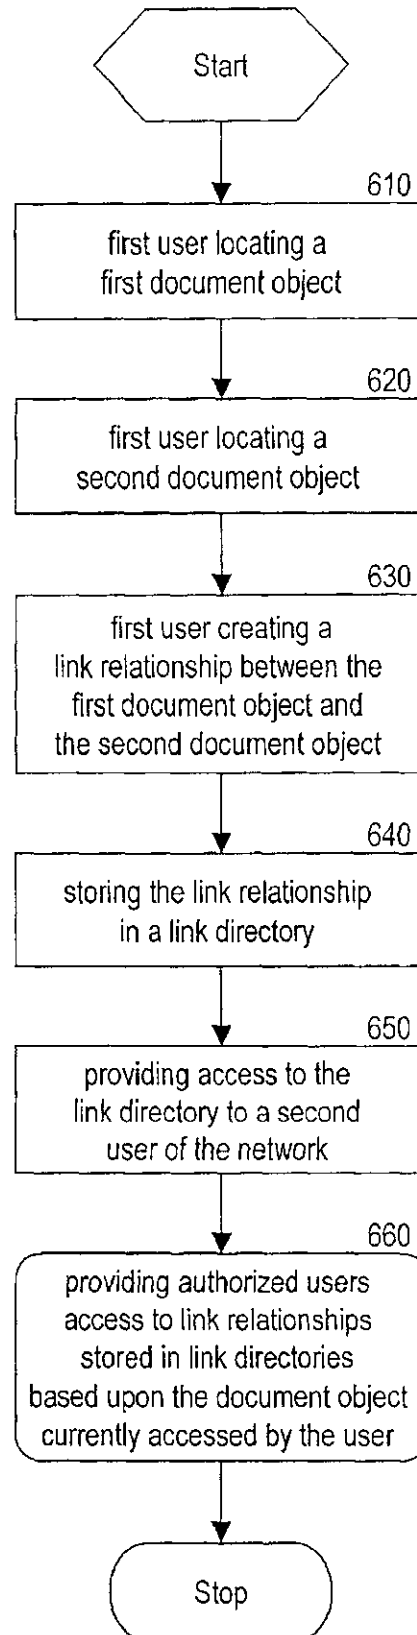 Start
610
first user locating a
first document object
620
first user locating a
second document object
630
first user creating a
link relationship between the
first document object and
the second document object
640
storing the link relationship
in a link directory
650
providing access to the
link directory to a second
user of the network
660
providing authorized users
access to link relationships
stored in link directories
based upon the document object
currently accessed by the user
Stop